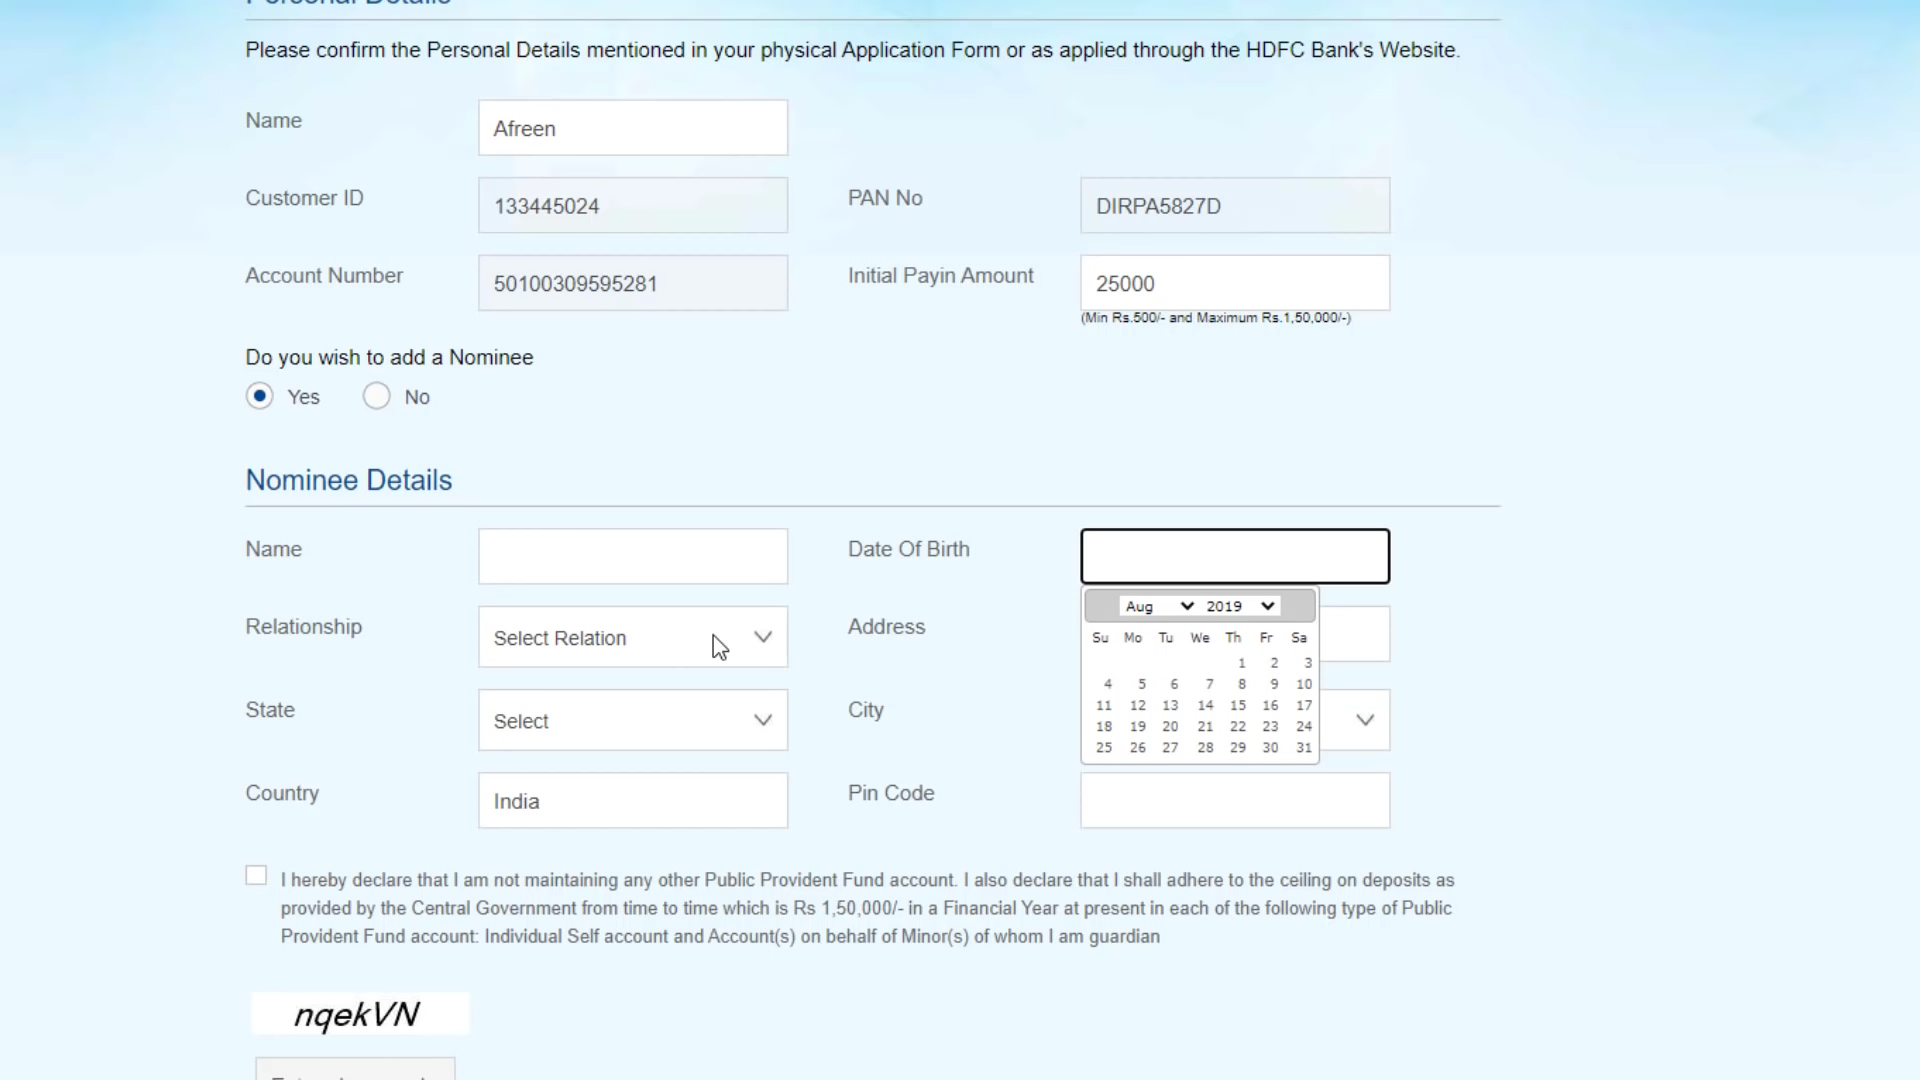 Personal Details
Please confirm the Personal Details mentioned in your physical Application Form or as applied through the HDFC Bank's Website.
Name
Afreen
Customer ID
133445024
PAN No
DIRPA5827D
Account Number
50100309595281
Initial Payin Amount
25000
(Min Rs.500/- and Maximum Rs.1,50,000/-)
Do you wish to add a Nominee
Yes No
Nominee Details
Name
Date Of Birth
Relationship
Select Relation
Address
Aug 2019
Su Mo Tu We Th Fr Sa
1 2 3
4 5 6 7 8 9 10
11 12 13 14 15 16 17
18 19 20 21 22 23 24
25 26 27 28 29 30 31
State
Select
City
Country
India
Pin Code
I hereby declare that I am not maintaining any other Public Provident Fund account. I also declare that I shall adhere to the ceiling on deposits as
provided by the Central Government from time to time which is Rs 1,50,000/- in a Financial Year at present in each of the following type of Public
Provident Fund account: Individual Self account and Account(s) on behalf of Minor(s) of whom I am guardian
nqekVN